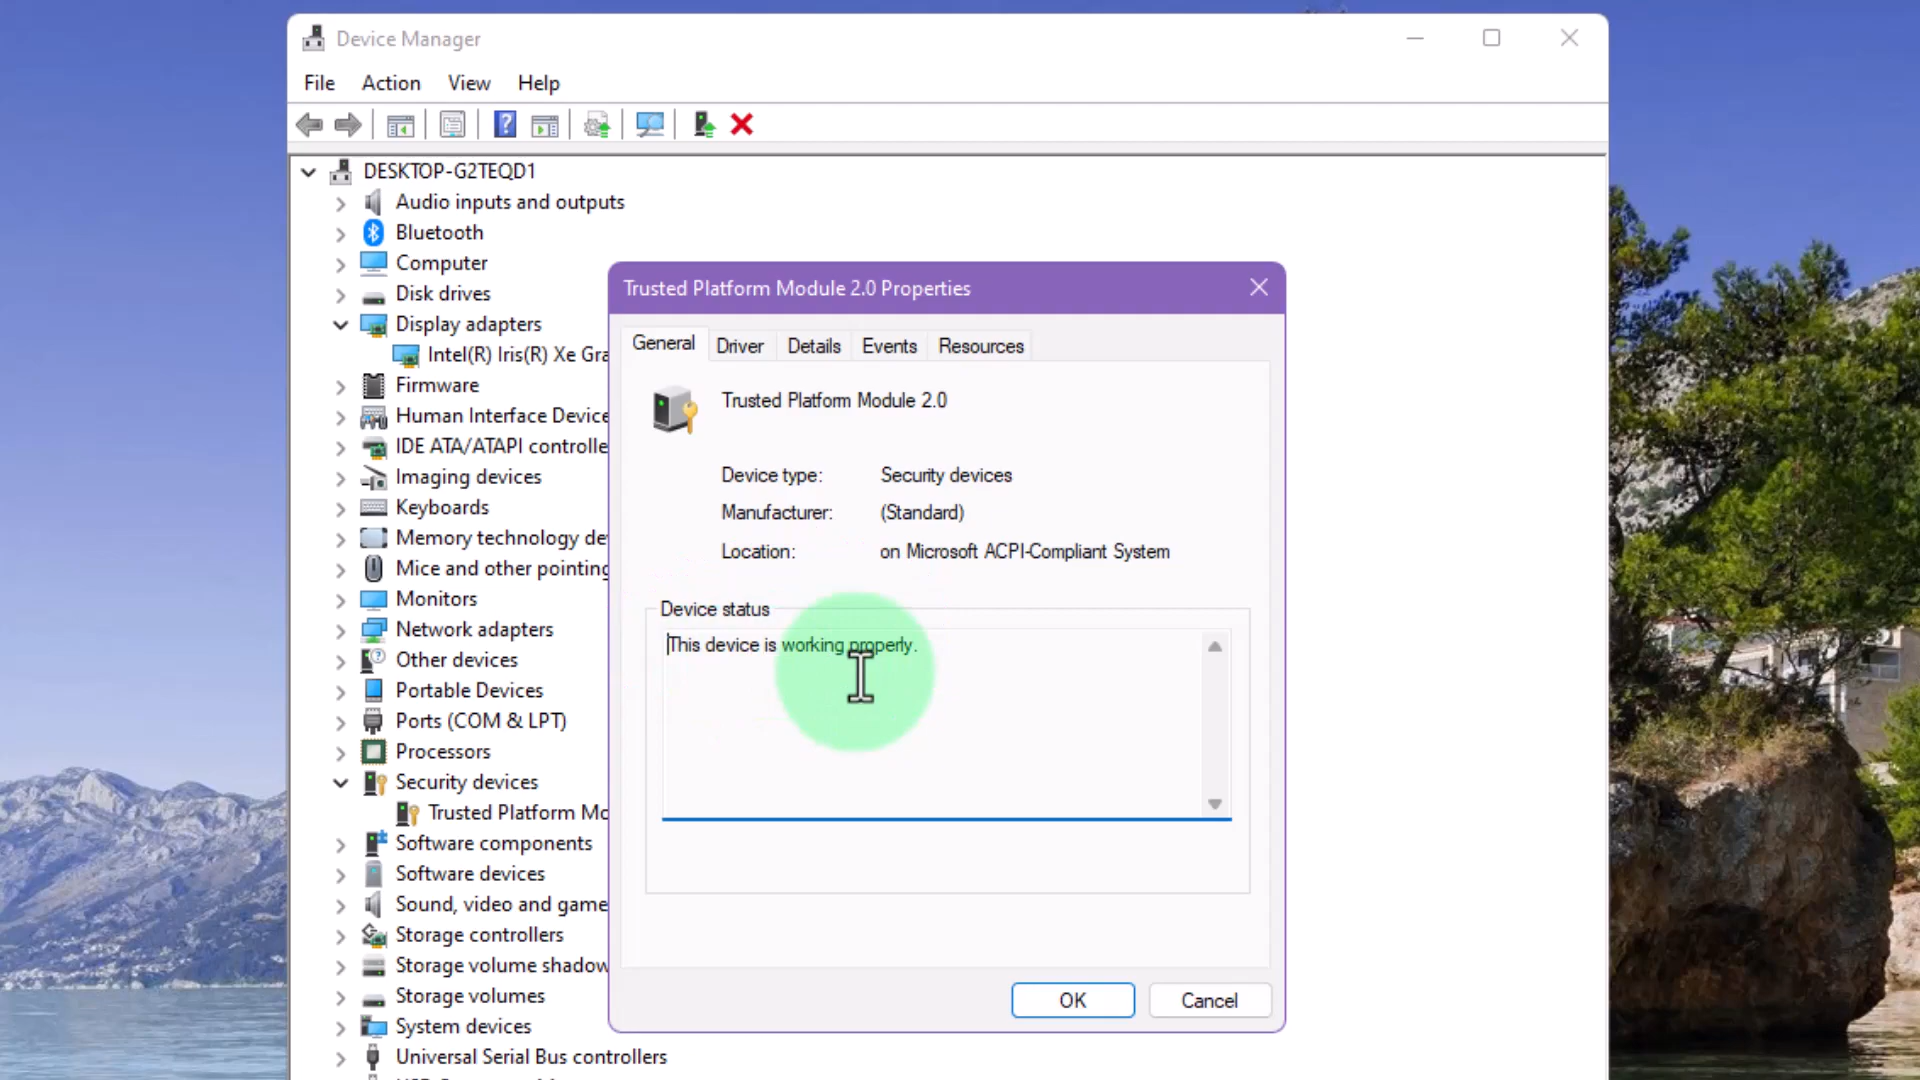 Device Manager
File Action View Help
DESKTOP-G2TEQD1
Audio inputs and outputs
Bluetooth
Computer
Disk drives
Display adapters
Intel(R) Iris(R) Xe Gra
Firmware
Human Interface Device
IDE ATA/ATAPI controlle
Imaging devices
Keyboards
Memory technology de
Mice and other pointing
Monitors
Network adapters
Other devices
Portable Devices
Ports (COM & LPT)
Processors
Security devices
Trusted Platform Mo
Software components
Software devices
Sound, video and game
Storage controllers
Storage volume shadow
Storage volumes
System devices
Universal Serial Bus controllers
Trusted Platform Module 2.0 Properties
General Driver Details Events Resources
Trusted Platform Module 2.0
Device type: Security devices
Manufacturer: (Standard)
Location: on Microsoft ACPI-Compliant System
Device status
This device is working properly.
OK Cancel